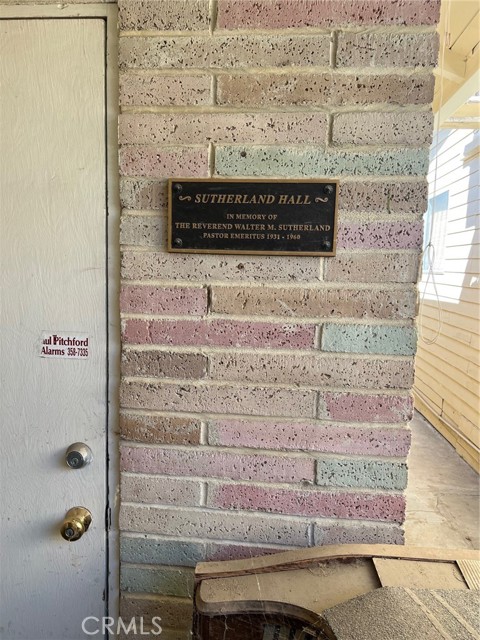 ~ SUTHERLAND HALL ~
IN MEMORY OF
THE REVEREND WALTER M. SUTHERLAND
PASTOR EMERITUS 1931 - 1960
Pitchford
Alarms 358-7335
CRMLS